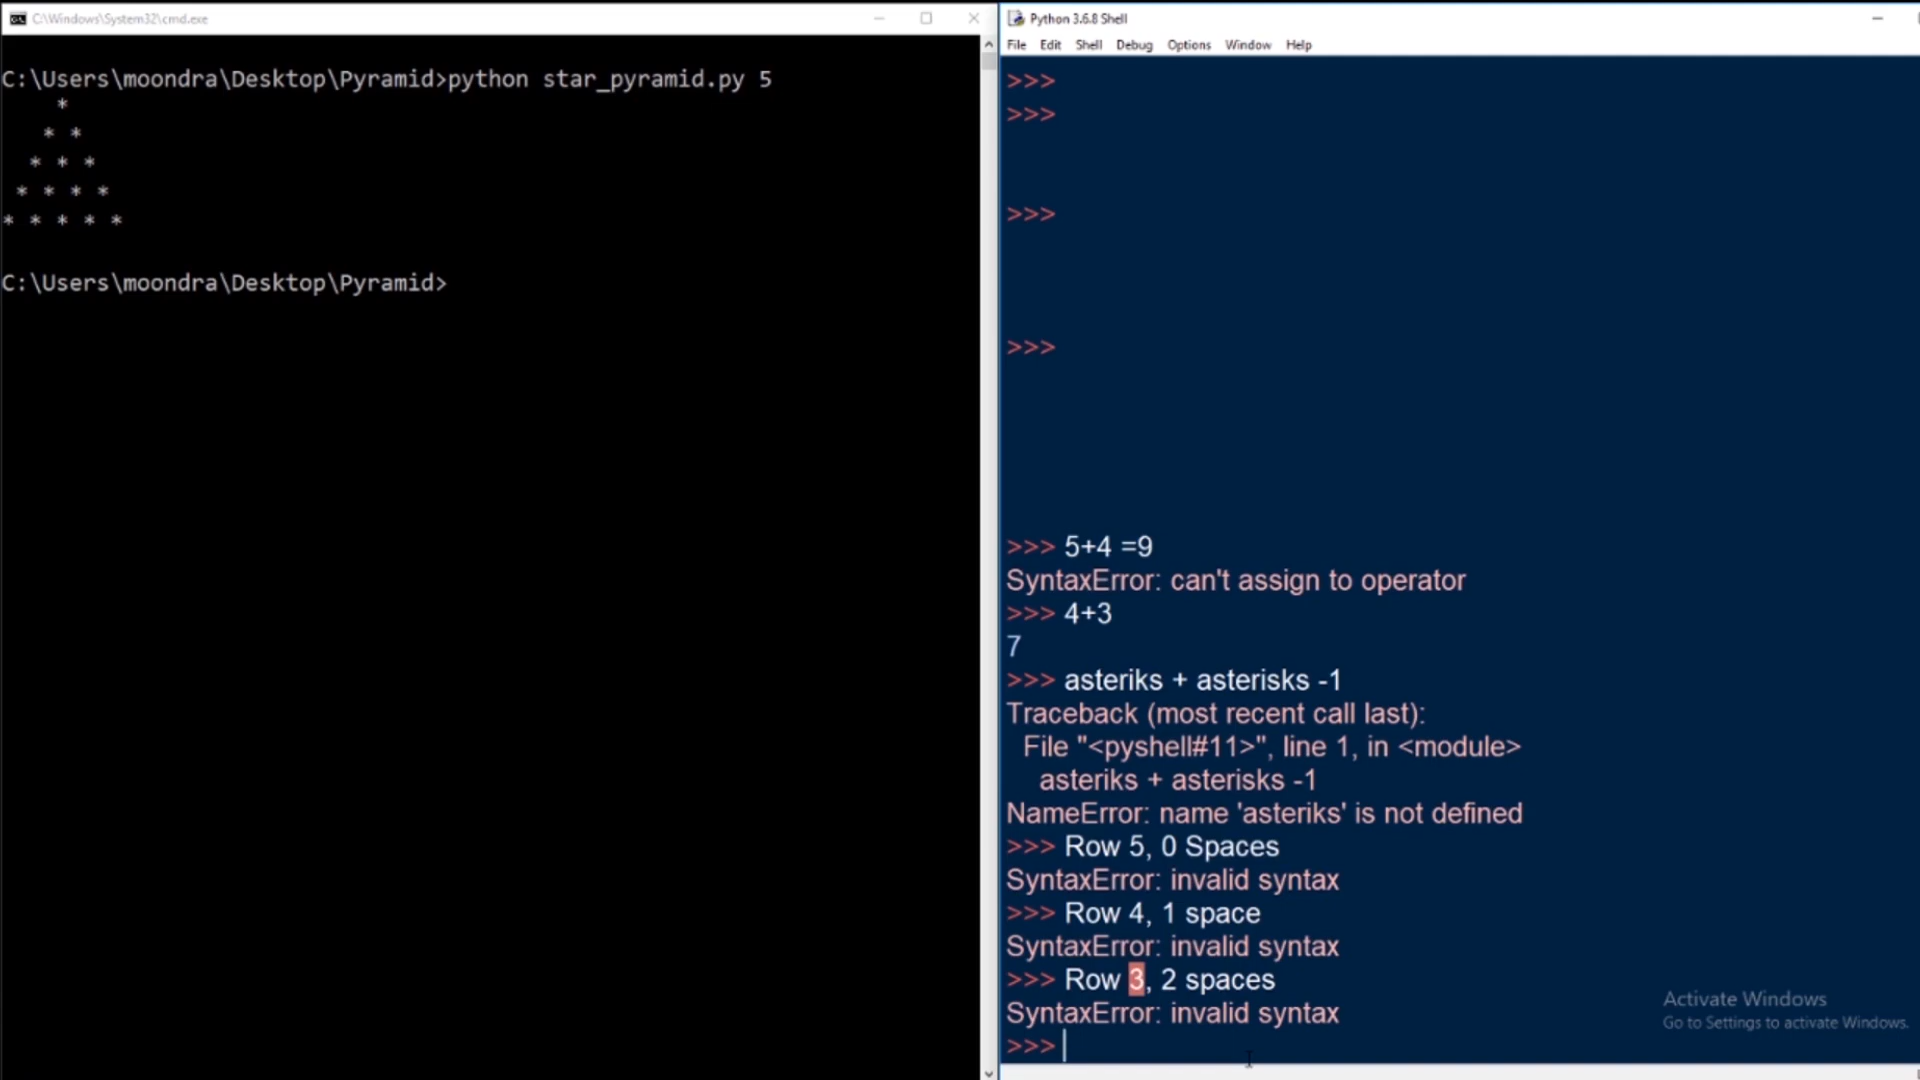 C:\Windows\System32\cmd.exe
C:\Users\moondra\Desktop\Pyramid>python star_pyramid.py 5
*
* *
* * *
* * * *
* * * * *
C:\Users\moondra\Desktop\Pyramid>
Python 3.6.8 Shell
File Edit Shell Debug Options Window Help
>>>
>>>
>>>
>>>
>>> 5+4 =9
SyntaxError: can't assign to operator
>>> 4+3
7
>>> asteriks + asterisks -1
Traceback (most recent call last):
File "<pyshell#11>", line 1, in <module>
asteriks + asterisks -1
NameError: name 'asteriks' is not defined
>>> Row 5, 0 Spaces
SyntaxError: invalid syntax
>>> Row 4, 1 space
SyntaxError: invalid syntax
>>> Row 3, 2 spaces
SyntaxError: invalid syntax
>>>
Activate Windows
Go to Settings to activate Windows.